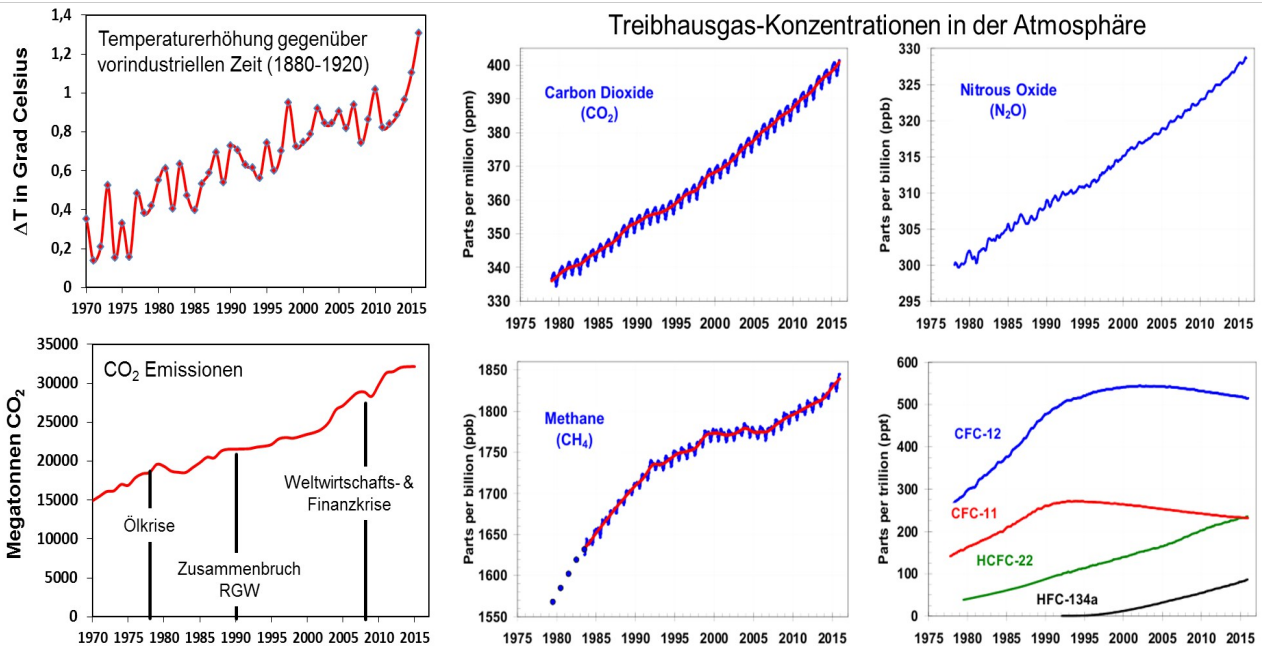 Temperaturerhöhung gegenüber
vorindustriellen Zeit (1880-1920)
ΔT in Grad Celsius
1,4
1,2
1
0,8
0,6
0,4
0,2
0
1970 1975 1980 1985 1990 1995 2000 2005 2010 2015
Treibhausgas-Konzentrationen in der Atmosphäre
Carbon Dioxide
(CO₂)
Parts per million (ppm)
400
390
380
370
360
350
340
330
1975 1980 1985 1990 1995 2000 2005 2010 2015
Nitrous Oxide
(N₂O)
Parts per billion (ppb)
330
325
320
315
310
305
300
295
1975 1980 1985 1990 1995 2000 2005 2010 2015
CO₂ Emissionen
Megatonnen CO₂
35000
30000
25000
20000
15000
10000
5000
0
Ölkrise
Zusammenbruch
RGW
Weltwirtschafts- &
Finanzkrise
1970 1975 1980 1985 1990 1995 2000 2005 2010 2015
Methane
(CH₄)
Parts per billion (ppb)
1850
1800
1750
1700
1650
1600
1550
1975 1980 1985 1990 1995 2000 2005 2010 2015
Parts per trillion (ppt)
600
500
400
300
200
100
0
CFC-12
CFC-11
HCFC-22
HFC-134a
1975 1980 1985 1990 1995 2000 2005 2010 2015